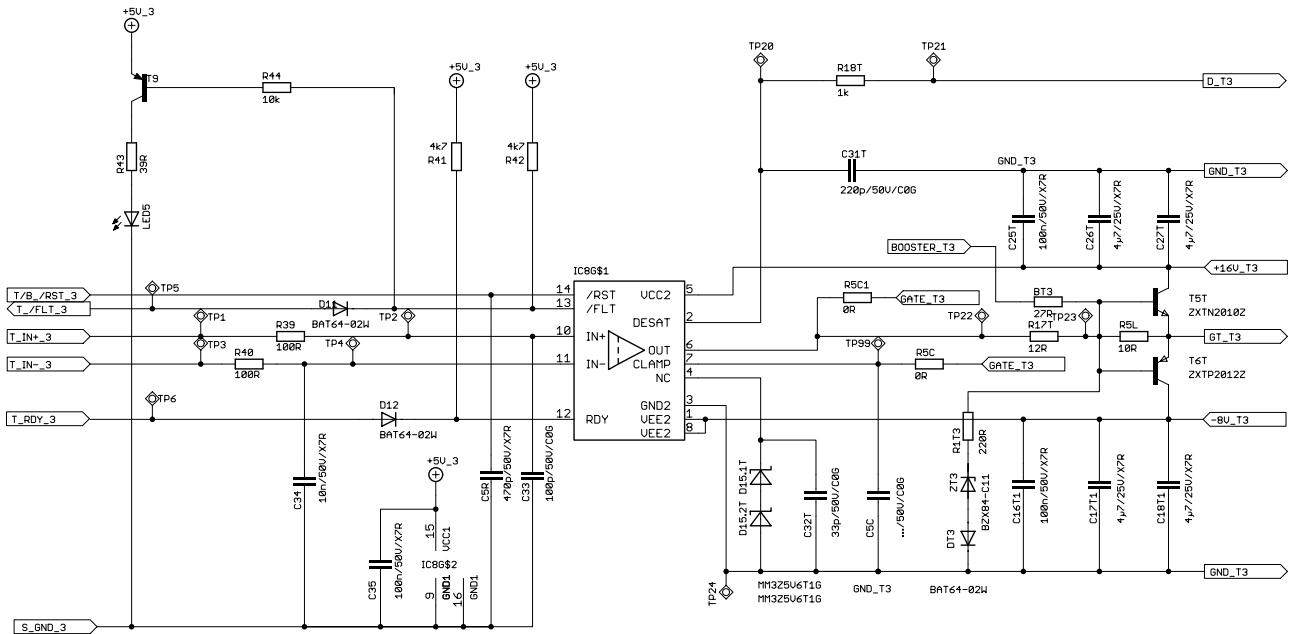 +5V_3
T9
R44
10k
R43
39R
LED5
+5V_3
+5V_3
4k7
R41
4k7
R42
TP20
TP21
R18T
1k
D_T3
C31T
220p/50V/C0G
GND_T3
GND_T3
C25T
100n/50V/X7R
C26T
4µ7/25V/X7R
C27T
4µ7/25V/X7R
BOOSTER_T3
+16V_T3
T/B_/RST_3
TP5
T_/FLT_3
BAT64-02W
TP1
TP2
T_IN+_3
R39
100R
TP3
TP4
T_IN-_3
R40
100R
TP6
T_RDY_3
D12
BAT64-02W
IC8G$1
14
/RST
13
/FLT
10
IN+
11
IN-
12
RDY
VCC2
5
DESAT
2
OUT
6
CLAMP
7
NC
4
GND2
3
VEE2
1
VEE2
8
R5C1
0R
GATE_T3
BT3
27R
TP22
R17T
12R
TP23
R5L
10R
T5T
ZXTN2010Z
GT_T3
TP99
R5C
0R
GATE_T3
T6T
ZXTP2012Z
-8V_T3
R1T3
220R
ZT3
BZX84-C11
DT3
BAT64-02W
C34
10n/50V/X7R
+5V_3
C5R
470p/50V/X7R
C33
100p/50V/C0G
C35
100n/50V/X7R
15
VCC1
IC8G$2
9
GND1
16
GND1
S_GND_3
D15.1T
D15.2T
MM3Z5V6T1G
MM3Z5V6T1G
C32T
33p/50V/C0G
C5C
.../50V/C0G
GND_T3
TP24
C16T1
100n/50V/X7R
C17T1
4µ7/25V/X7R
C18T1
4µ7/25V/X7R
GND_T3